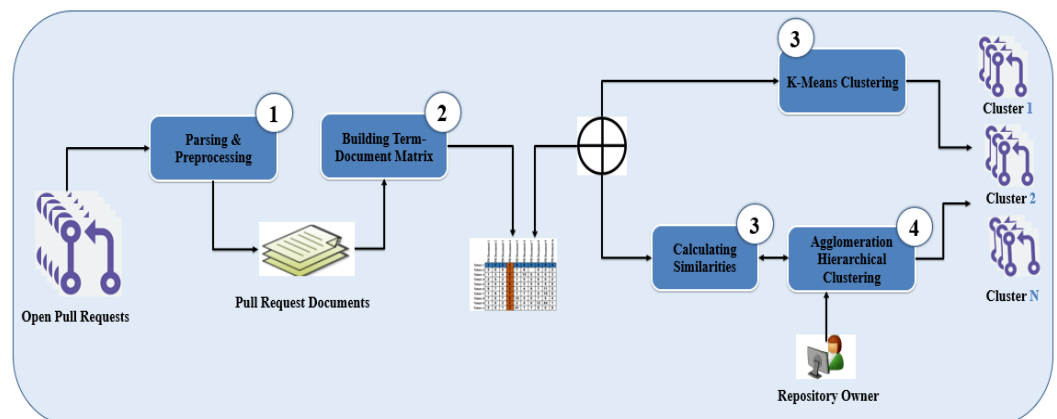 Open Pull Requests
1
Parsing &
Preprocessing
Pull Request Documents
2
Building Term-
Document Matrix
3
K-Means Clustering
3
Calculating
Similarities
4
Agglomeration
Hierarchical
Clustering
Repository Owner
Cluster 1
Cluster 2
Cluster N